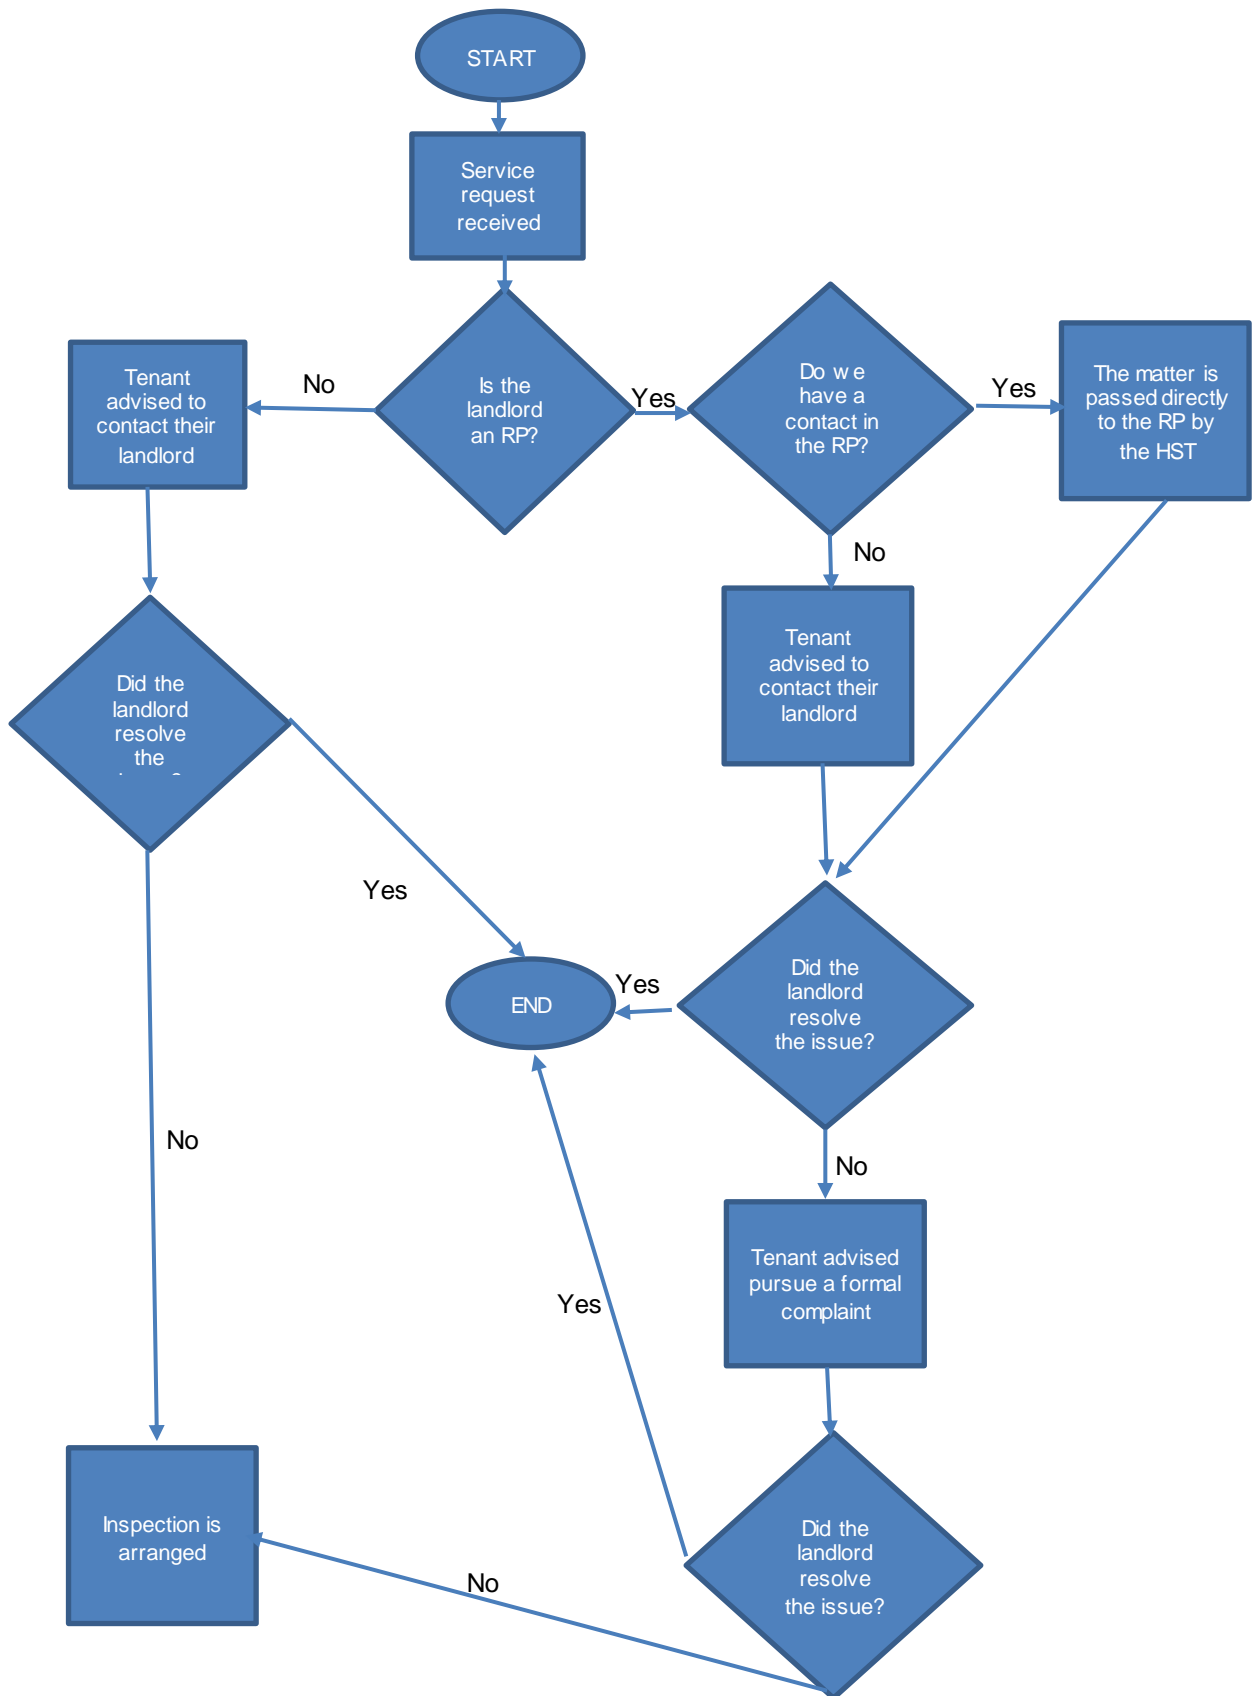 START
Service
request
received
Is the
landlord
an RP?
No
Yes
Tenant
advised to
contact their
landlord
Do we
have a
contact in
the RP?
Yes
The matter is
passed directly
to the RP by
the HST
No
Tenant
advised to
contact their
landlord
Did the
landlord
resolve
the
Yes
END
Yes
Did the
landlord
resolve
the issue?
No
No
Tenant advised
pursue a formal
complaint
Yes
Inspection is
arranged
No
Did the
landlord
resolve
the issue?